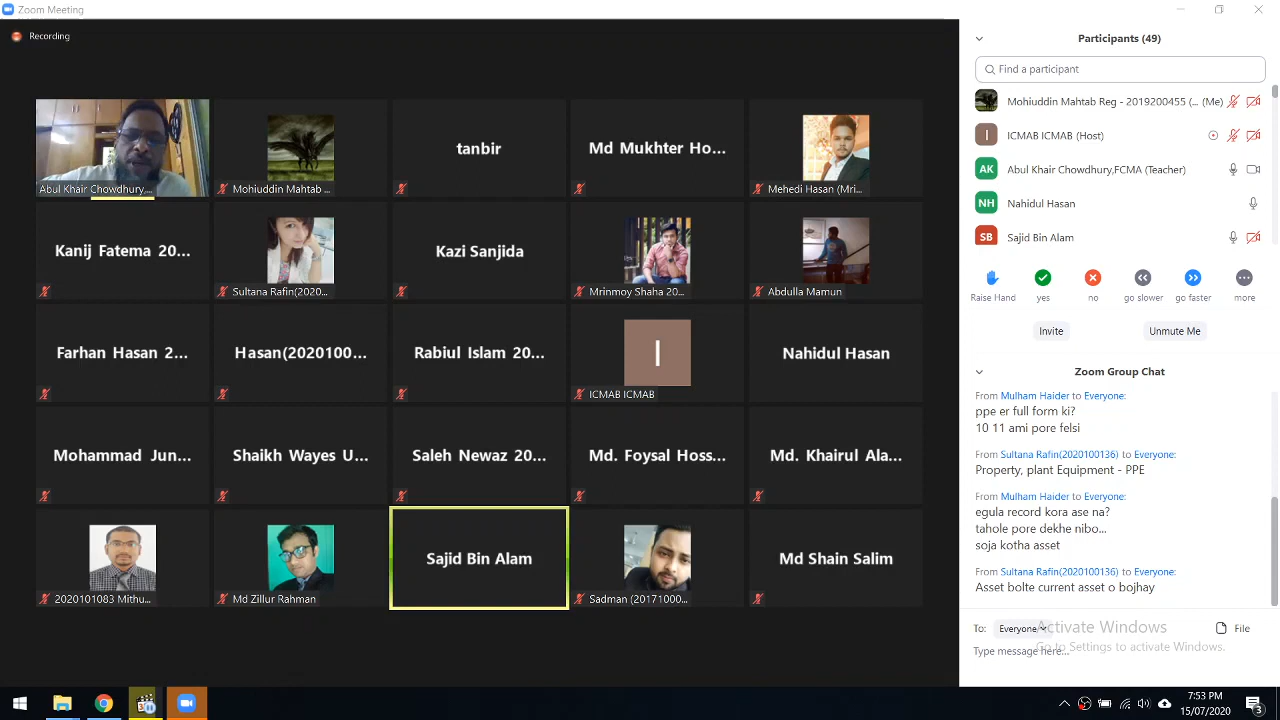 Zoom Meeting
Recording
Abul Khair Chowdhury,...
Mohiuddin Mahtab ...
tanbir
Md Mukhter Ho...
Mehedi Hasan (Mri...
Kanij Fatema 20...
Sultana Rafin(2020...
Kazi Sanjida
Mrinmoy Shaha 20...
Abdulla Mamun
Farhan Hasan 2...
Hasan(2020100...
Rabiul Islam 20...
I
ICMAB ICMAB
Nahidul Hasan
Mohammad Jun...
Shaikh Wayes U...
Saleh Newaz 20...
Md. Foysal Hoss...
Md. Khairul Ala...
2020101083 Mithu...
Md Zillur Rahman
Sajid Bin Alam
Sadman (20171000...
Md Shain Salim
Participants (49)
Find a participant
Mohiuddin Mahtab Reg - 2019200455 (... (Me)
I ICMAB ICMAB (Host)
AK Abul Khair Chowdhury,FCMA (Teacher)
NH Nahidul Hasan
SB Sajid Bin Alam
Raise Hand yes no go slower go faster more
Invite Unmute Me
Zoom Group Chat
From Mulham Haider to Everyone:
ppe er full form ki?
10 11 ami pore felsi
From Sultana Rafin(2020100136) to Everyone:
Property, plant Equipment - PPE
From Mulham Haider to Everyone:
egula record kora ase na?
tahole pore dekhe nibo...
soja kotha asset
From Sultana Rafin(2020100136) to Everyone:
Asset bolte current asset o bojhay
To: Everyone File
Activate Windows
Go to Settings to activate Windows.
Type message here...
7:53 PM
15/07/2020
3